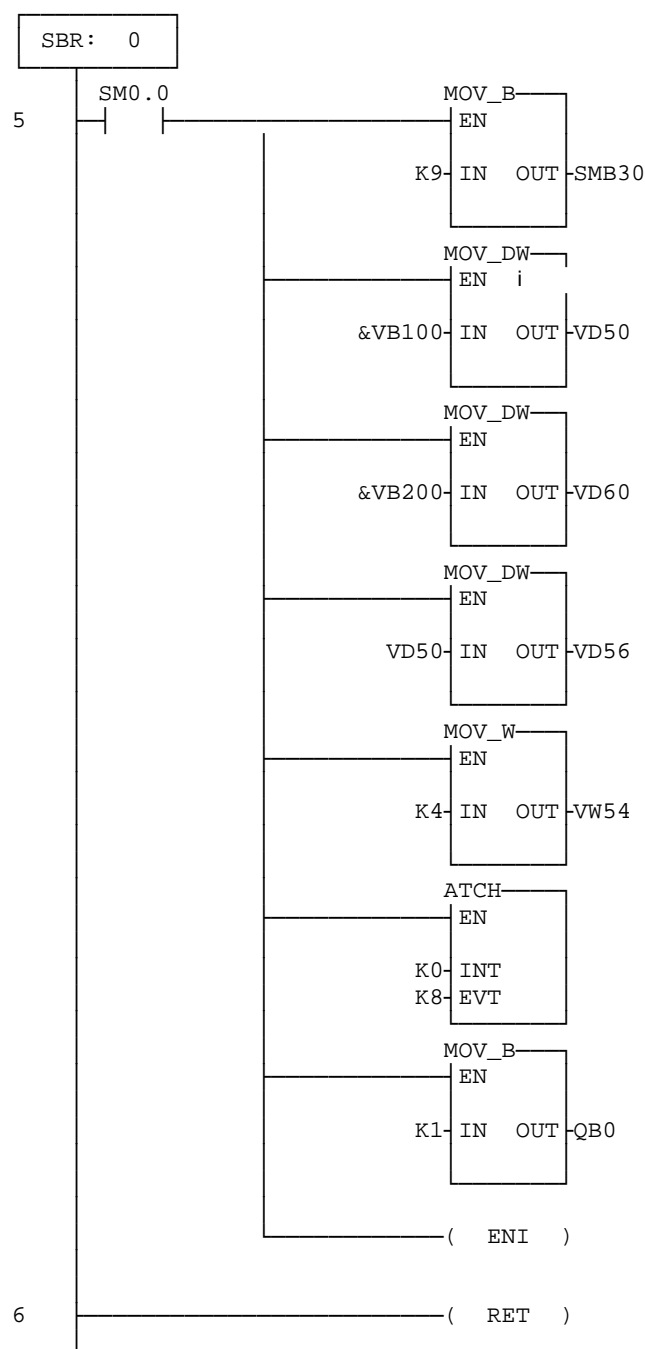 SBR: 0
SM0.0 MOV_B
5 EN
K9 IN OUT SMB30
MOV_DW
EN i
&VB100 IN OUT VD50
MOV_DW
EN
&VB200 IN OUT VD60
MOV_DW
EN
VD50 IN OUT VD56
MOV_W
EN
K4 IN OUT VW54
ATCH
EN
K0 INT
K8 EVT
MOV_B
EN
K1 IN OUT QB0
( ENI )
6 ( RET )